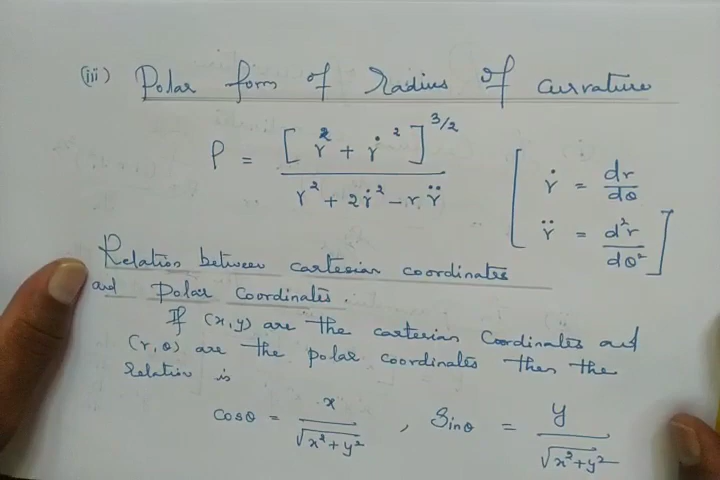 (iii) Polar form of Radius of curvature
ρ = [r² + ṙ²]^3/2 / r² + 2ṙ² - r r̈ [ṙ = dr/dθ
r̈ = d²r/dθ²]
Relation between cartesian coordinates
and Polar Coordinates.
If (x,y) are the cartesian Coordinates and
(r,θ) are the polar coordinates then the
relation is
cosθ = x/√x²+y² , Sinθ = y/√x²+y²